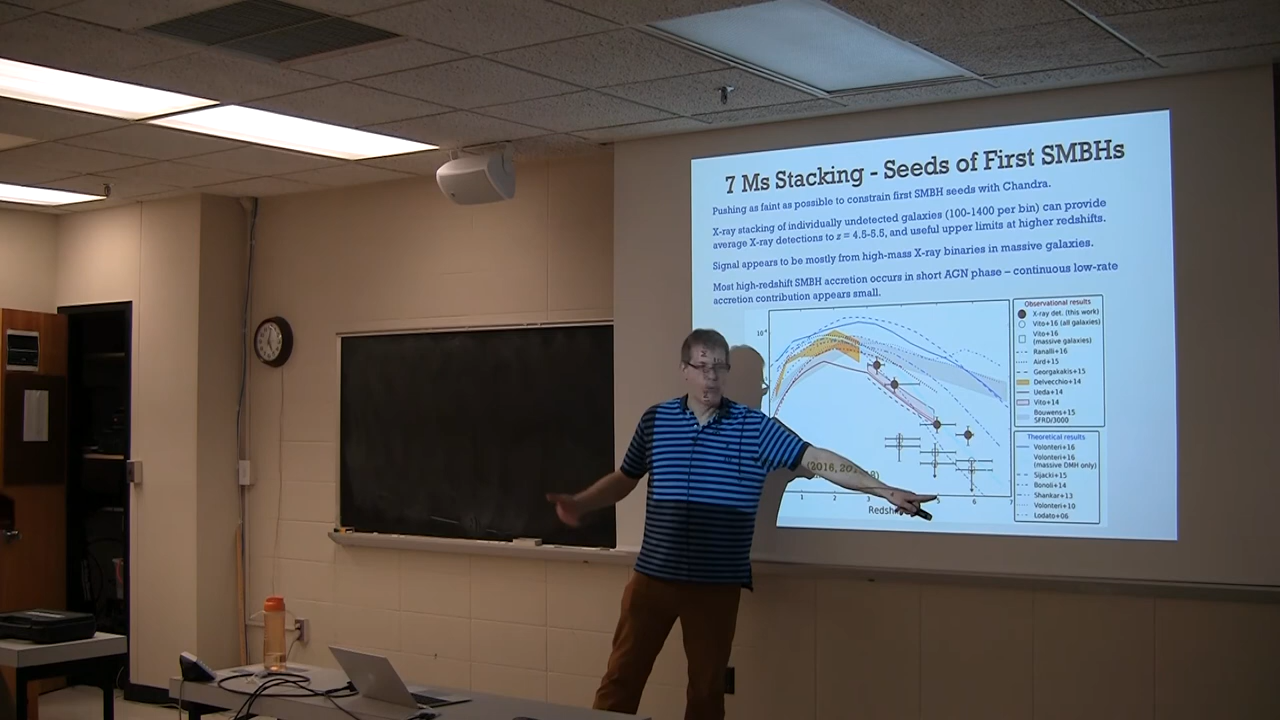 7 Ms Stacking - Seeds of First SMBHs
Pushing as faint as possible to constrain first SMBH seeds with Chandra.
X-ray stacking of individually undetected galaxies (100-1400 per bin) can provide
average X-ray detections to z = 4.5-5.5, and useful upper limits at higher redshifts.
Signal appears to be mostly from high-mass X-ray binaries in massive galaxies.
Most high-redshift SMBH accretion occurs in short AGN phase – continuous low-rate
accretion contribution appears small.
Observational results
X-ray det. (this work)
Vito+16 (all galaxies)
Vito+16
(massive galaxies)
Ranalli+16
Aird+15
Georgakakis+15
Delvecchio+14
Ueda+14
Vito+14
Bouwens+15
SFRD/3000
Theoretical results
Volonteri+16
Volonteri+16
(massive DMH only)
Sijacki+15
Bonoli+14
Shankar+13
Volonteri+10
Lodato+06
(2016,
1 2 3 5 6 7